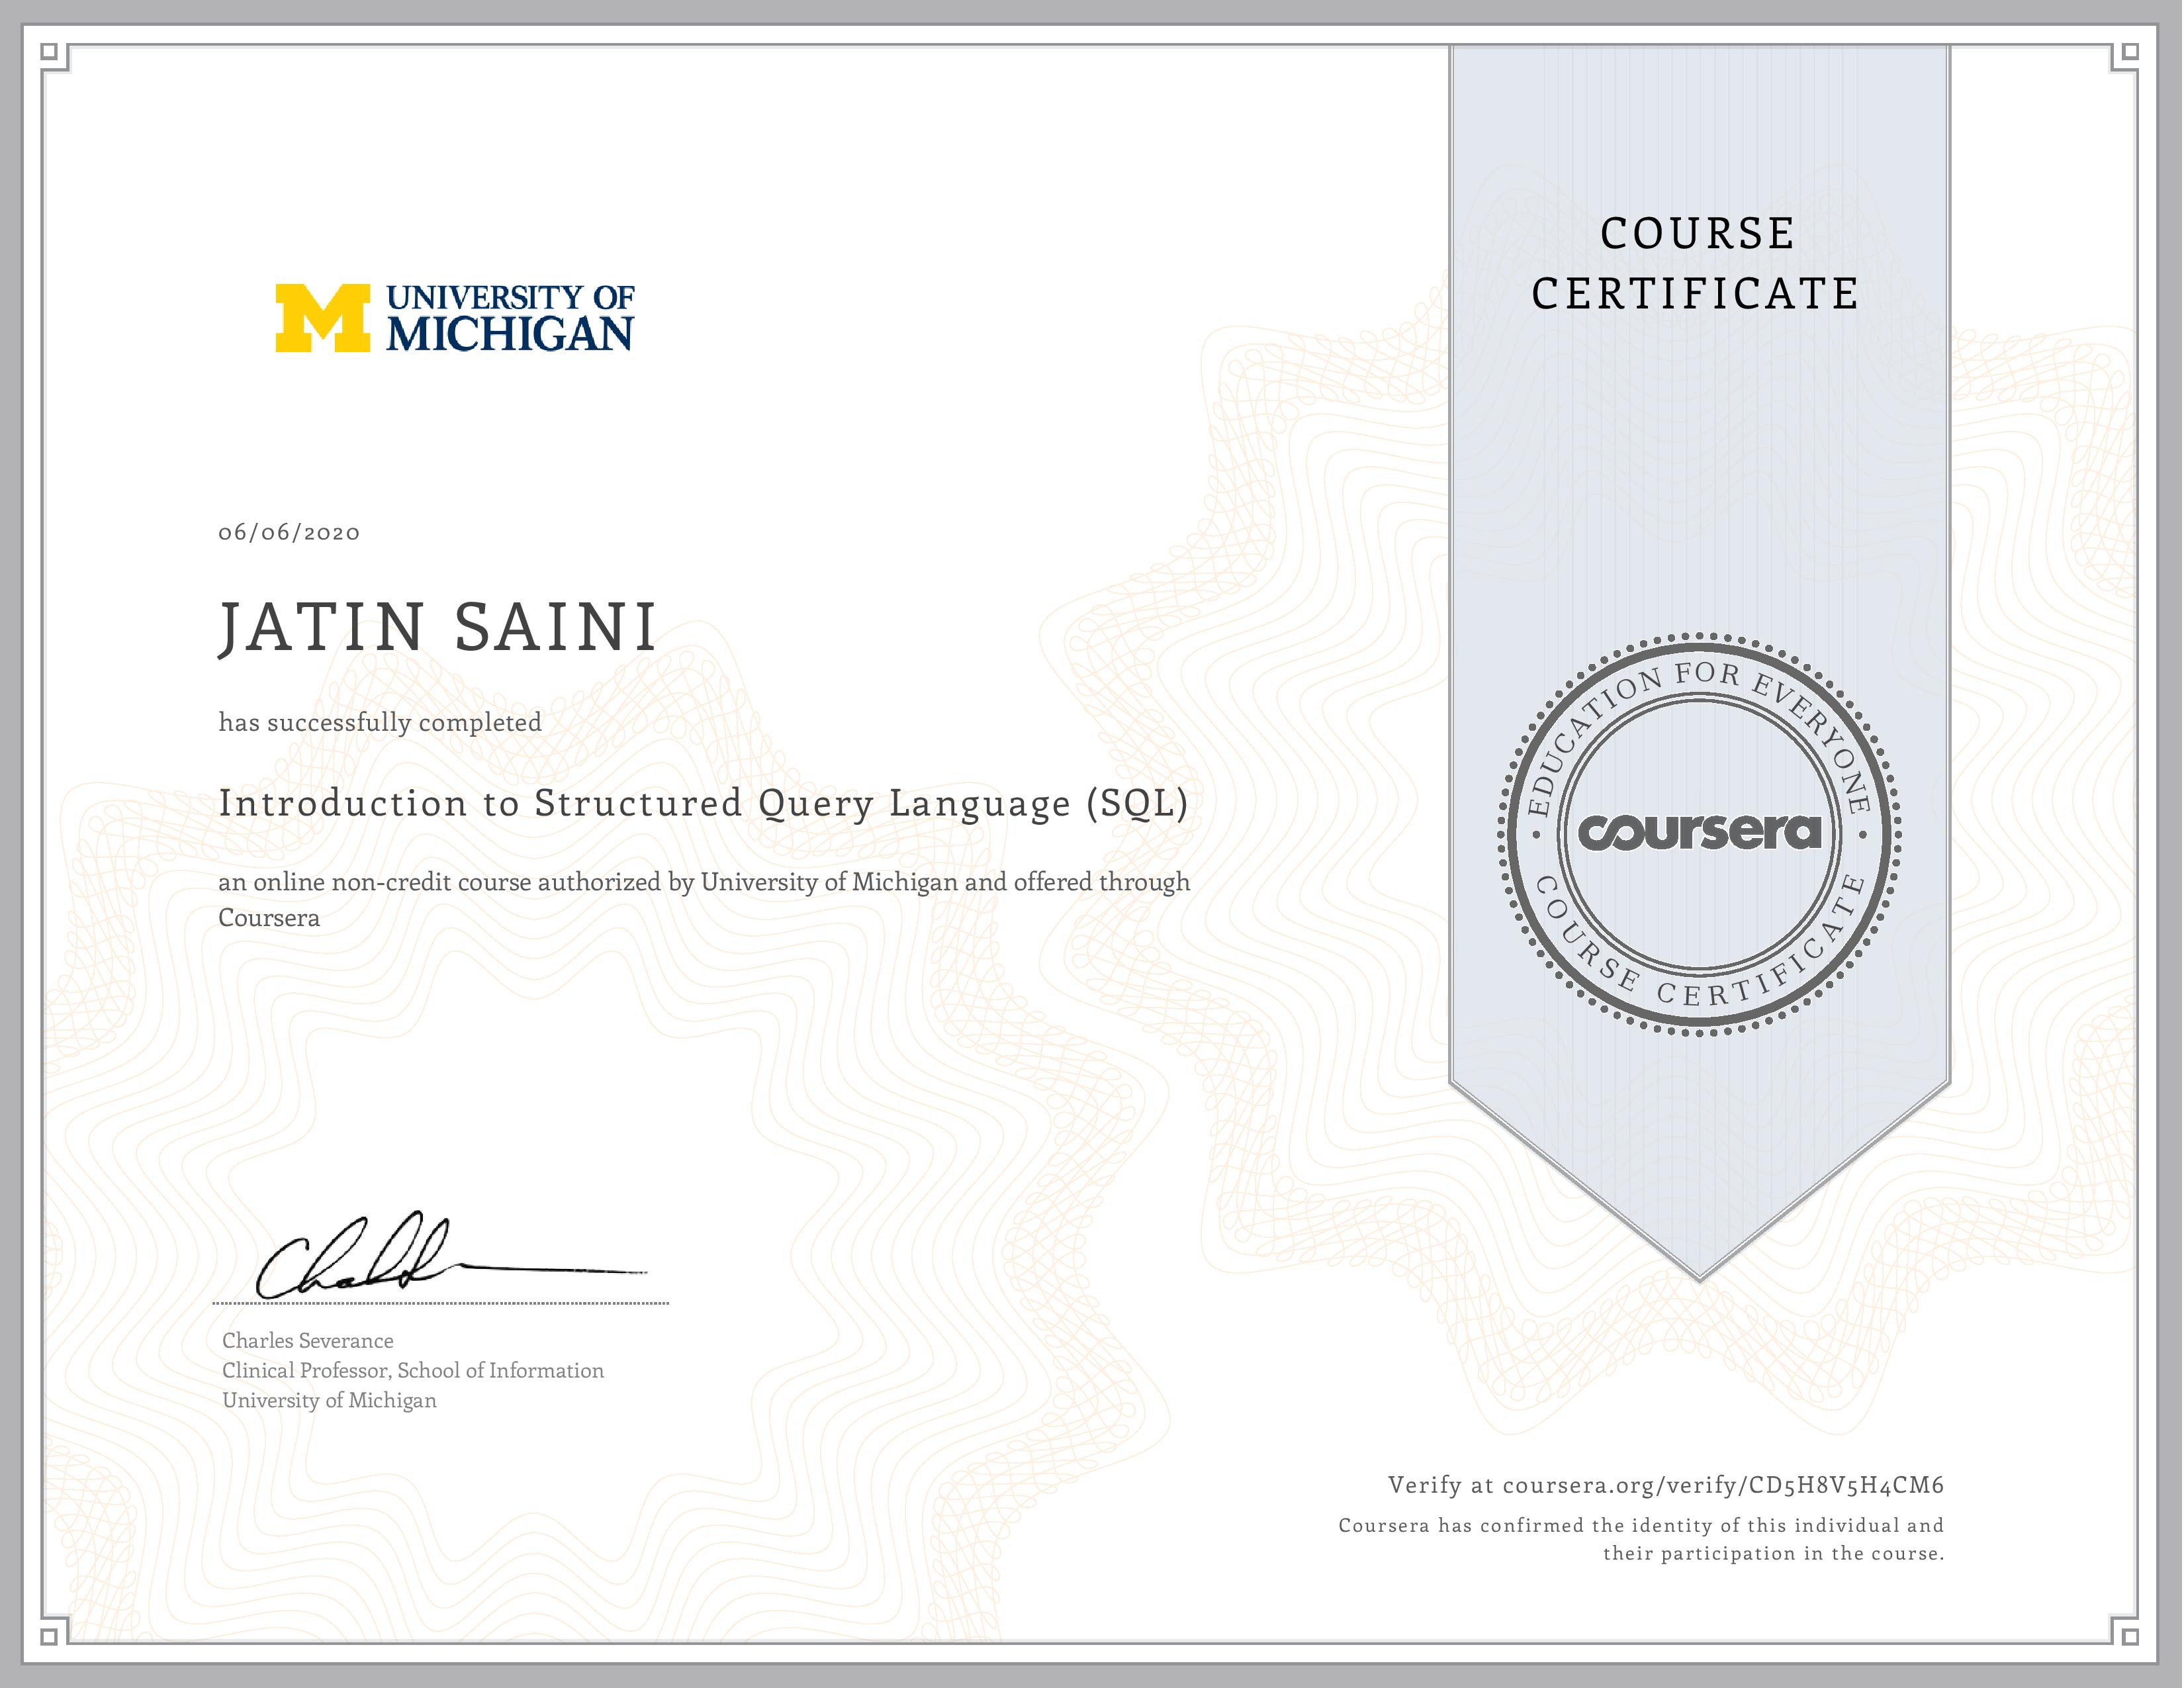 UNIVERSITY OF
MICHIGAN
06/06/2020
JATIN SAINI
has successfully completed
Introduction to Structured Query Language (SQL)
an online non-credit course authorized by University of Michigan and offered through
Coursera
Charles Severance
Clinical Professor, School of Information
University of Michigan
COURSE
CERTIFICATE
EDUCATION FOR EVERYONE
coursera
COURSE CERTIFICATE
Verify at coursera.org/verify/CD5H8V5H4CM6
Coursera has confirmed the identity of this individual and
their participation in the course.